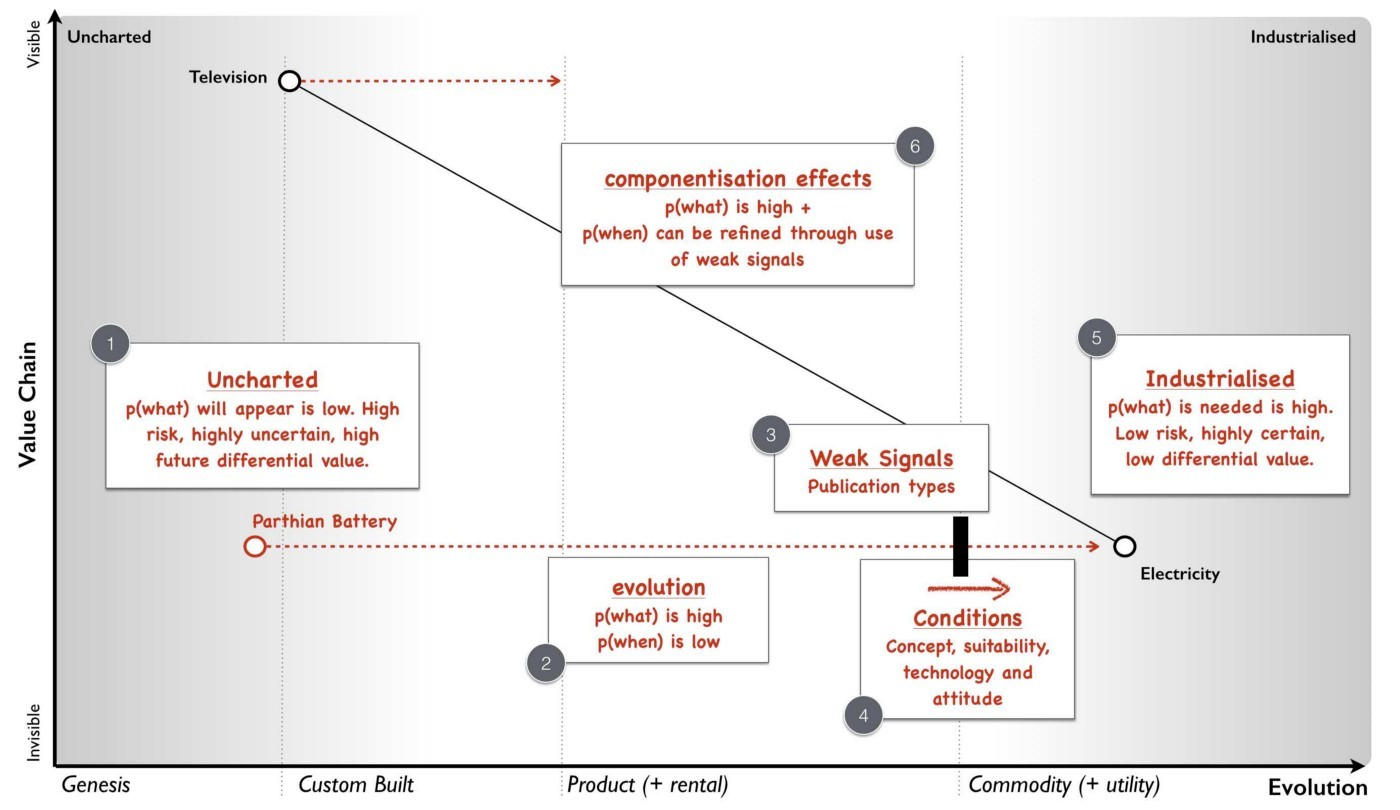 Visible
Uncharted
Industrialised
Television
6
componentisation effects
p(what) is high +
p(when) can be refined through use
of weak signals
Value Chain
1
Uncharted
p(what) will appear is low. High
risk, highly uncertain, high
future differential value.
5
Industrialised
p(what) is needed is high.
Low risk, highly certain,
low differential value.
3
Weak Signals
Publication types
Parthian Battery
Electricity
evolution
p(what) is high
p(when) is low
2
Conditions
Concept, suitability,
technology and
attitude
4
Invisible
Genesis
Custom Built
Product (+ rental)
Commodity (+ utility)
Evolution